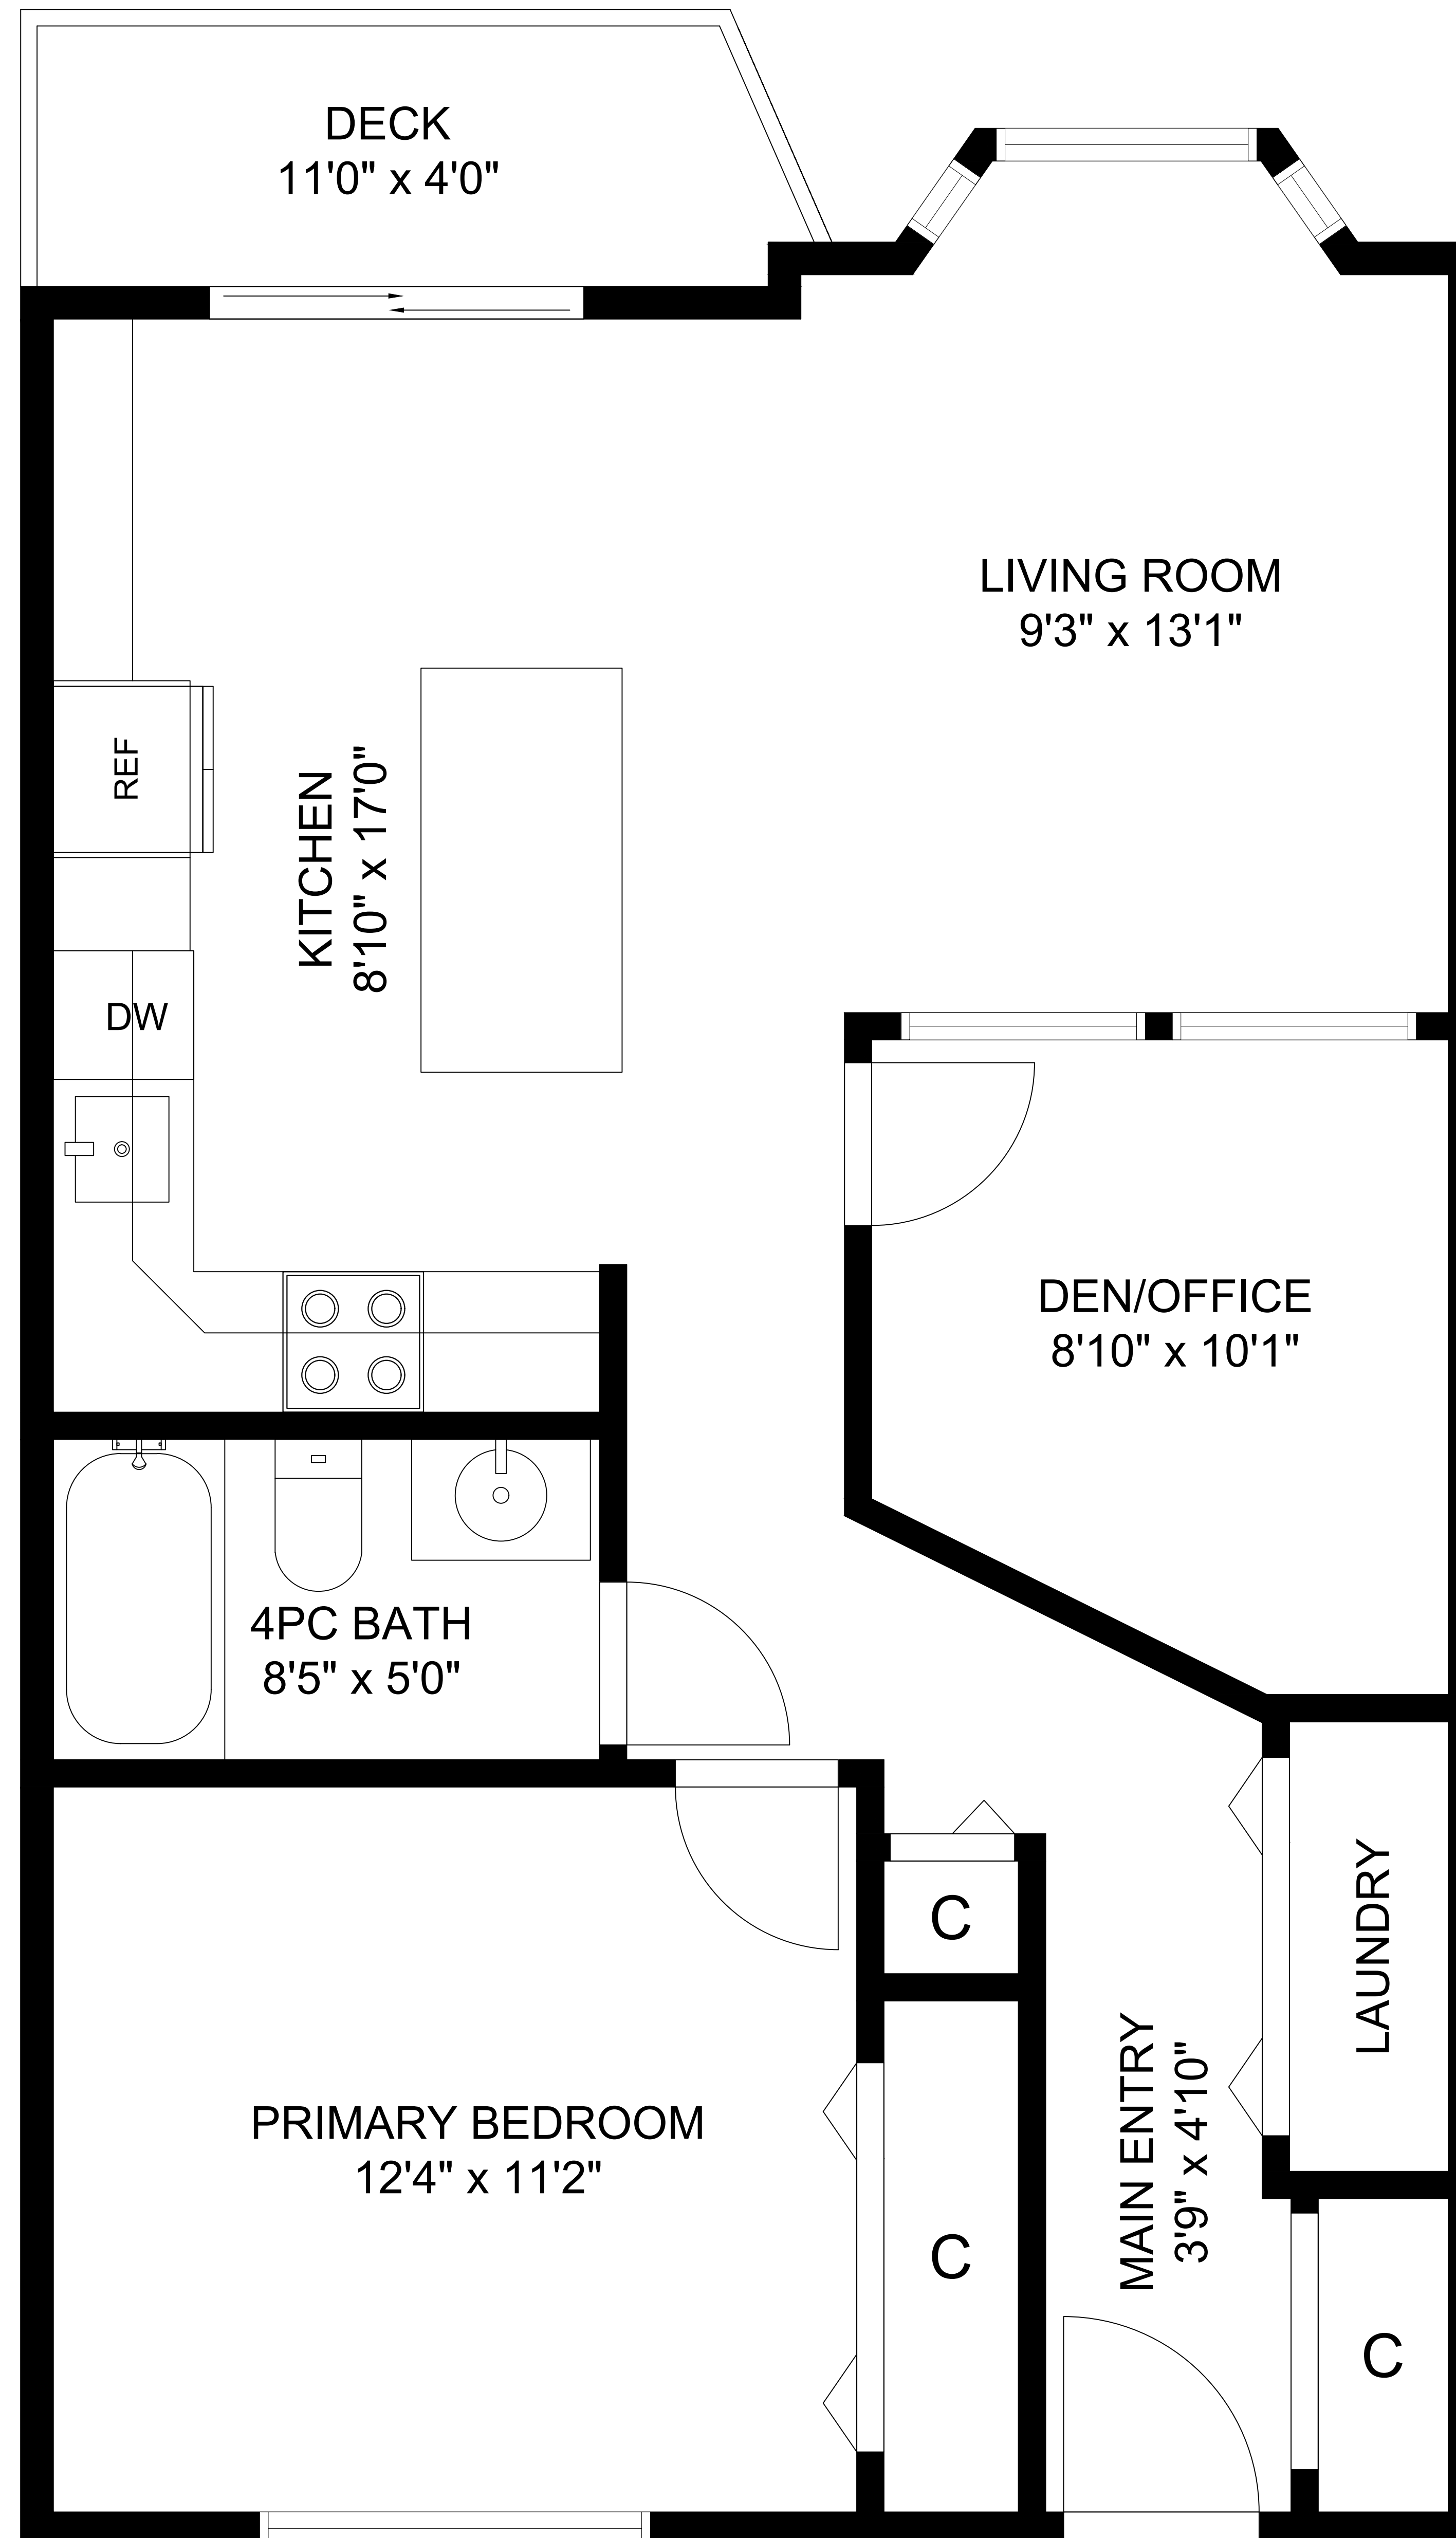 DECK
11'0" x 4'0"
LIVING ROOM
9'3" x 13'1"
REF
KITCHEN
8'10" x 17'0"
DW
DEN/OFFICE
8'10" x 10'1"
4PC BATH
8'5" x 5'0"
C
LAUNDRY
PRIMARY BEDROOM
12'4" x 11'2"
MAIN ENTRY
3'9" x 4'10"
C
C